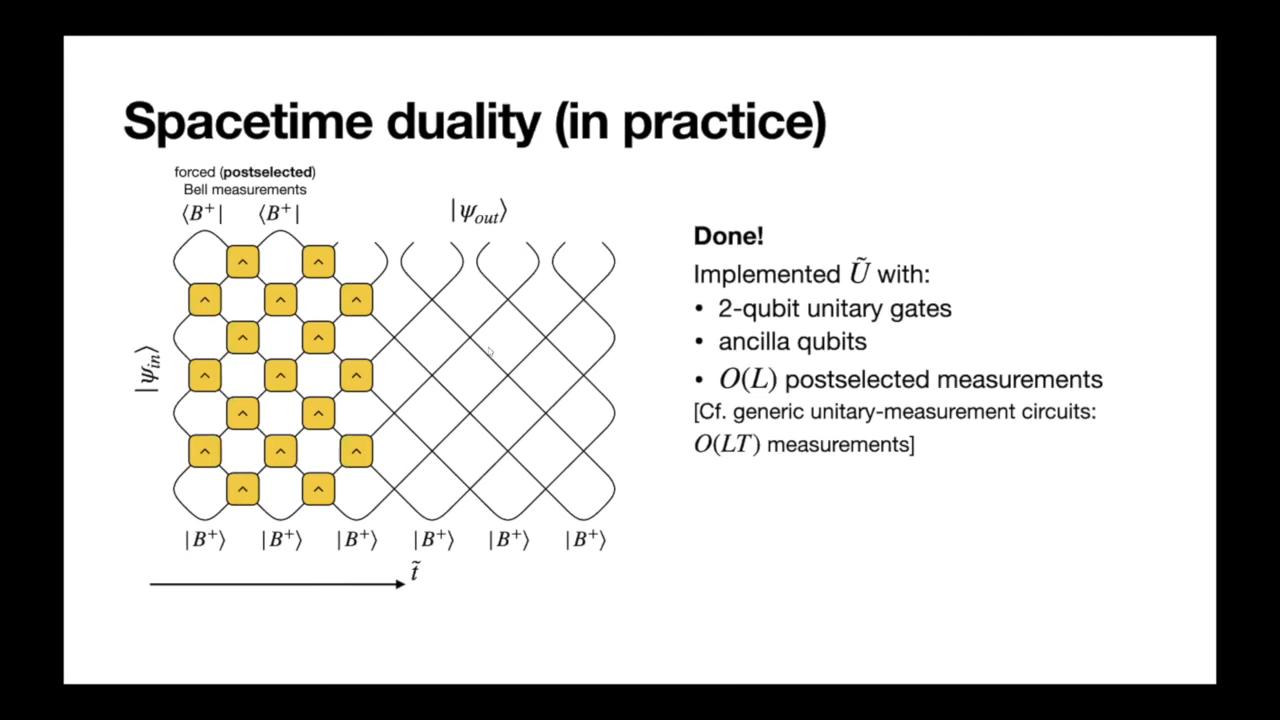 Spacetime duality (in practice)
forced (postselected)
Bell measurements
⟨B⁺| ⟨B⁺|
|ψ_out⟩
|ψ_in⟩
^ ^
^ ^ ^
^ ^
^ ^ ^
^ ^
^ ^ ^
^ ^
|B⁺⟩ |B⁺⟩ |B⁺⟩ |B⁺⟩ |B⁺⟩ |B⁺⟩
t̃
Done!
Implemented Ũ with:
• 2-qubit unitary gates
• ancilla qubits
• O(L) postselected measurements
[Cf. generic unitary-measurement circuits:
O(LT) measurements]